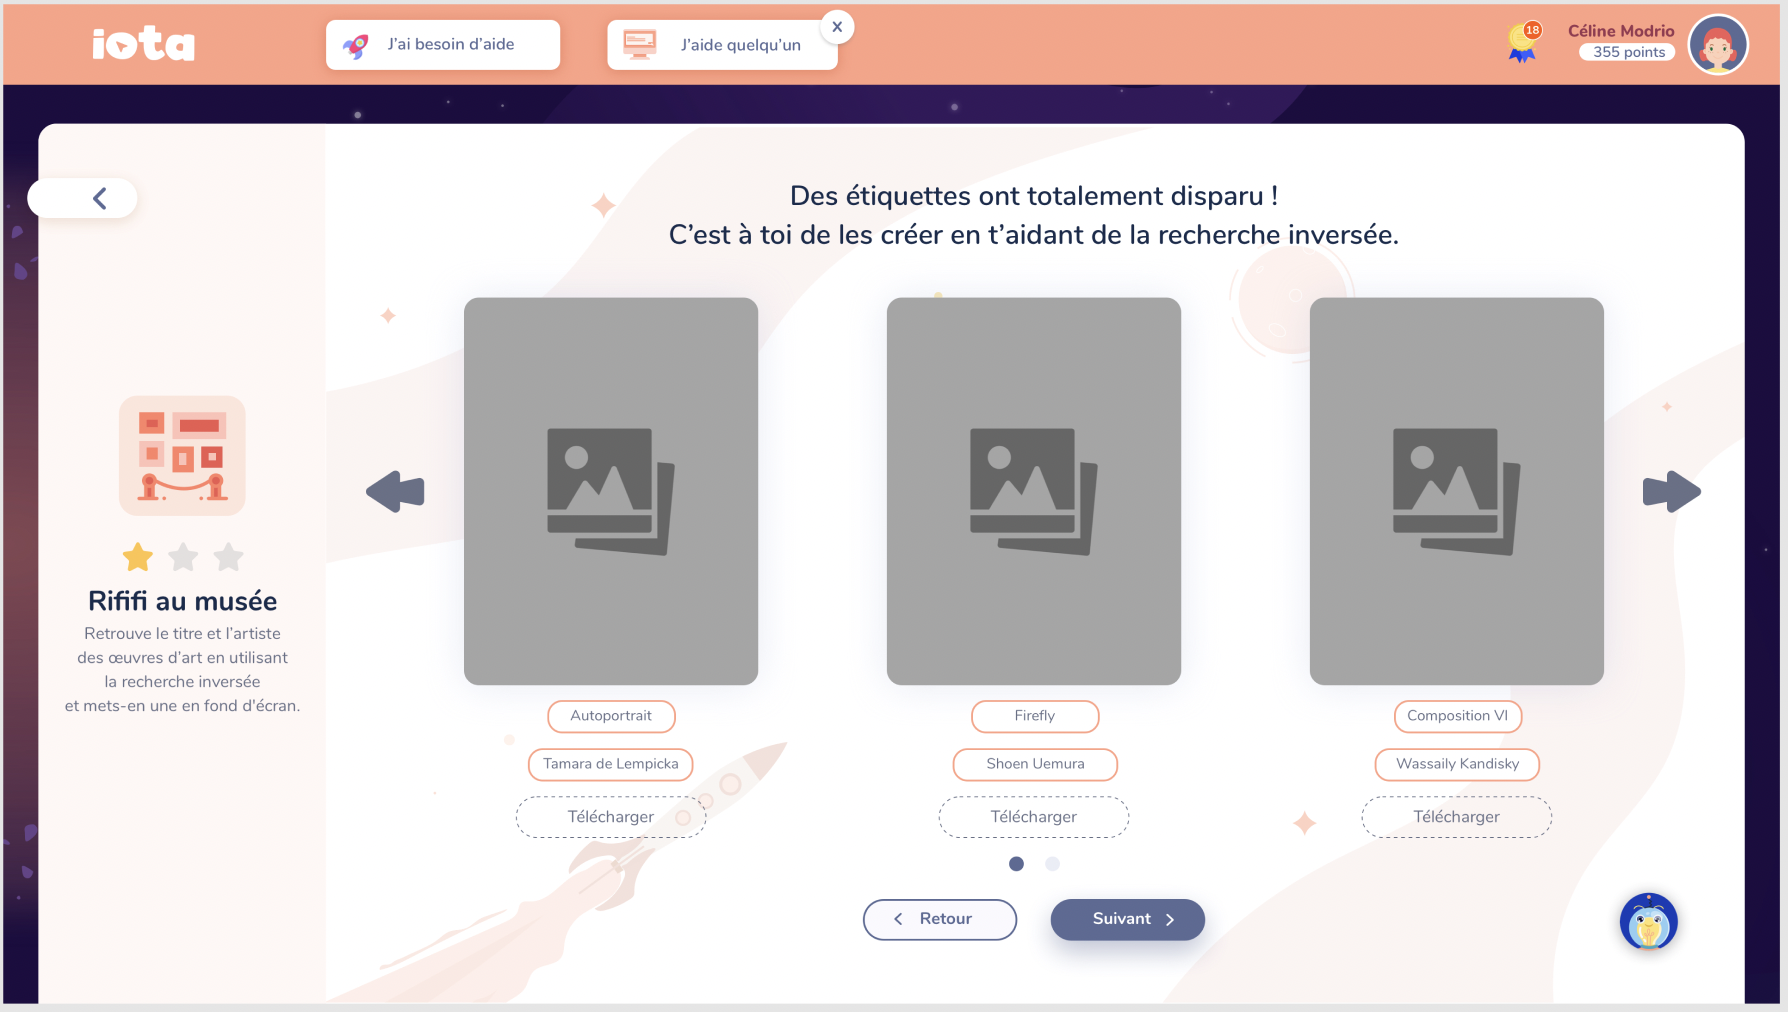 iota
J'ai besoin d'aide
J'aide quelqu'un
X
18
Céline Modrio
355 points
Des étiquettes ont totalement disparu !
C'est à toi de les créer en t'aidant de la recherche inversée.
Rififi au musée
Retrouve le titre et l'artiste
des œuvres d'art en utilisant
la recherche inversée
et mets-en une en fond d'écran.
Autoportrait
Firefly
Composition VI
Tamara de Lempicka
Shoen Uemura
Wassaily Kandisky
Télécharger
Télécharger
Télécharger
Retour
Suivant